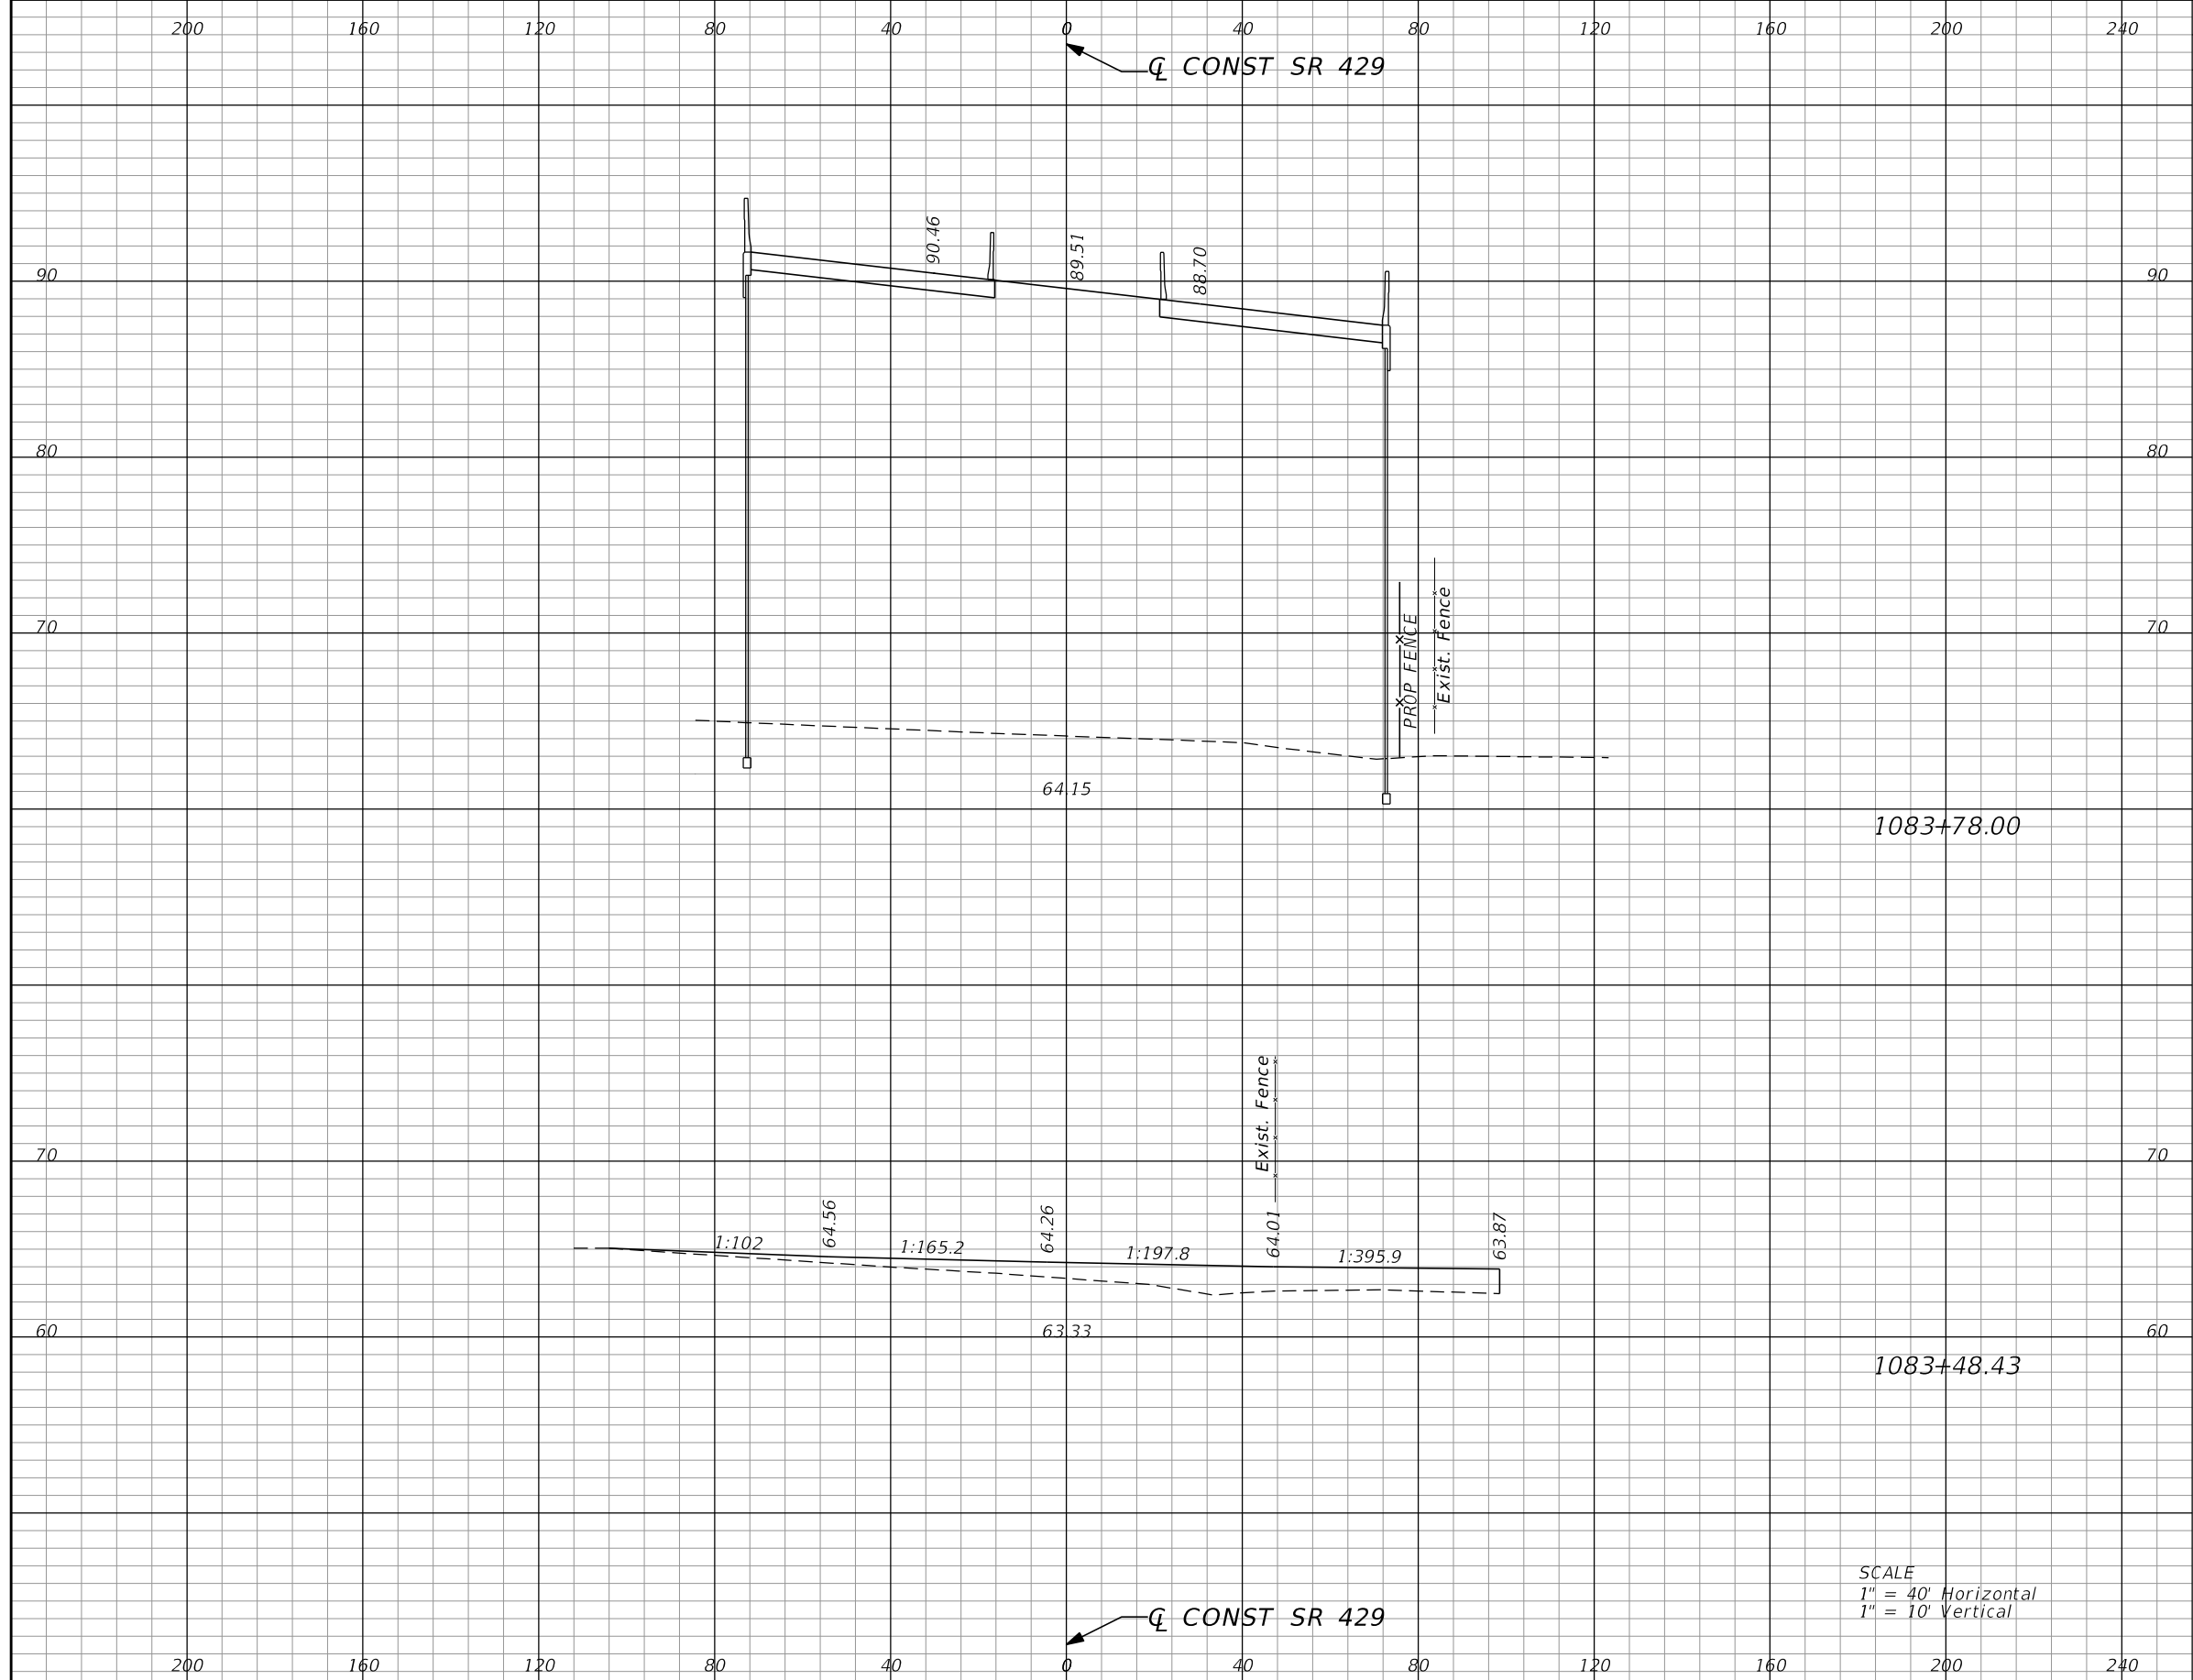 200 160 120 80 40 0 40 80 120 160 200 240
℄ CONST SR 429
90.46
89.51
88.70
90 90
80 80
70 70
PROP FENCE
Exist. Fence
64.15
1083+78.00
Exist. Fence
70 70
64.56
64.26
64.01
63.87
1:102 1:165.2 1:197.8 1:395.9
60 63.33 60
1083+48.43
SCALE
1" = 40' Horizontal
1" = 10' Vertical
℄ CONST SR 429
200 160 120 80 40 0 40 80 120 160 200 240